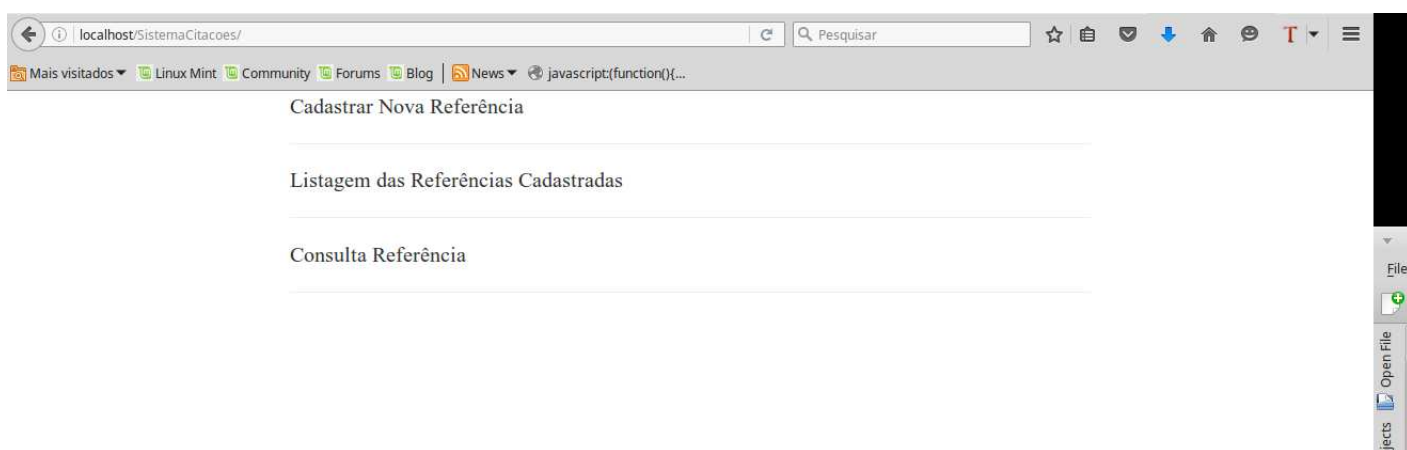 localhost/SistemaCitacoes/
Pesquisar
T
Mais visitados Linux Mint Community Forums Blog News javascript:(function(){...
Cadastrar Nova Referência
Listagem das Referências Cadastradas
Consulta Referência
File
Open File
jects